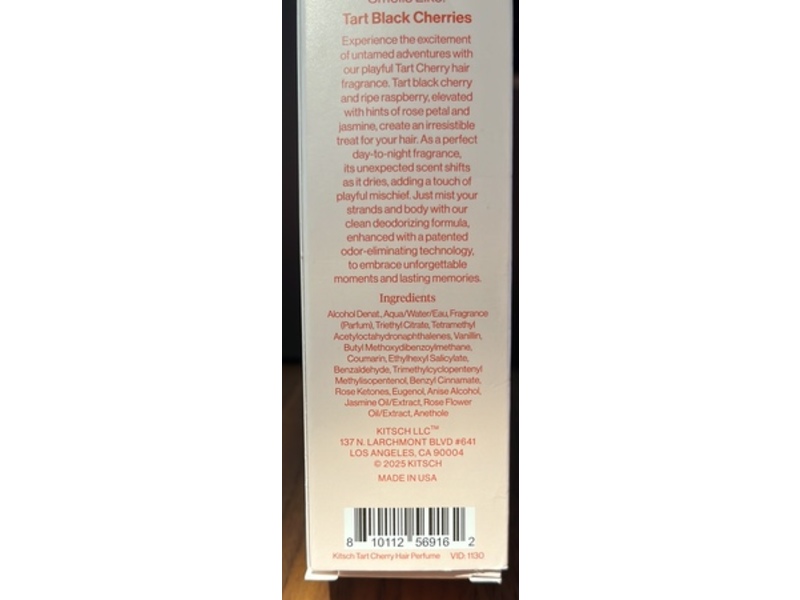 Smells Like:
Tart Black Cherries
Experience the excitement
of untamed adventures with
our playful Tart Cherry hair
fragrance. Tart black cherry
and ripe raspberry, elevated
with hints of rose petal and
jasmine, create an irresistible
treat for your hair. As a perfect
day-to-night fragrance,
its unexpected scent shifts
as it dries, adding a touch of
playful mischief. Just mist your
strands and body with our
clean deodorizing formula,
enhanced with a patented
odor-eliminating technology,
to embrace unforgettable
moments and lasting memories.
Ingredients
Alcohol Denat., Aqua/Water/Eau, Fragrance
(Parfum), Triethyl Citrate, Tetramethyl
Acetyloctahydronaphthalenes, Vanillin,
Butyl Methoxydibenzoylmethane,
Coumarin, Ethylhexyl Salicylate,
Benzaldehyde, Trimethylcyclopentenyl
Methylisopentenol, Benzyl Cinnamate,
Rose Ketones, Eugenol, Anise Alcohol,
Jasmine Oil/Extract, Rose Flower
Oil/Extract, Anethole
KITSCH LLC™
137 N. LARCHMONT BLVD #641
LOS ANGELES, CA 90004
© 2025 KITSCH
MADE IN USA
8 10112 56916 2
Kitsch Tart Cherry Hair Perfume VID: 1130